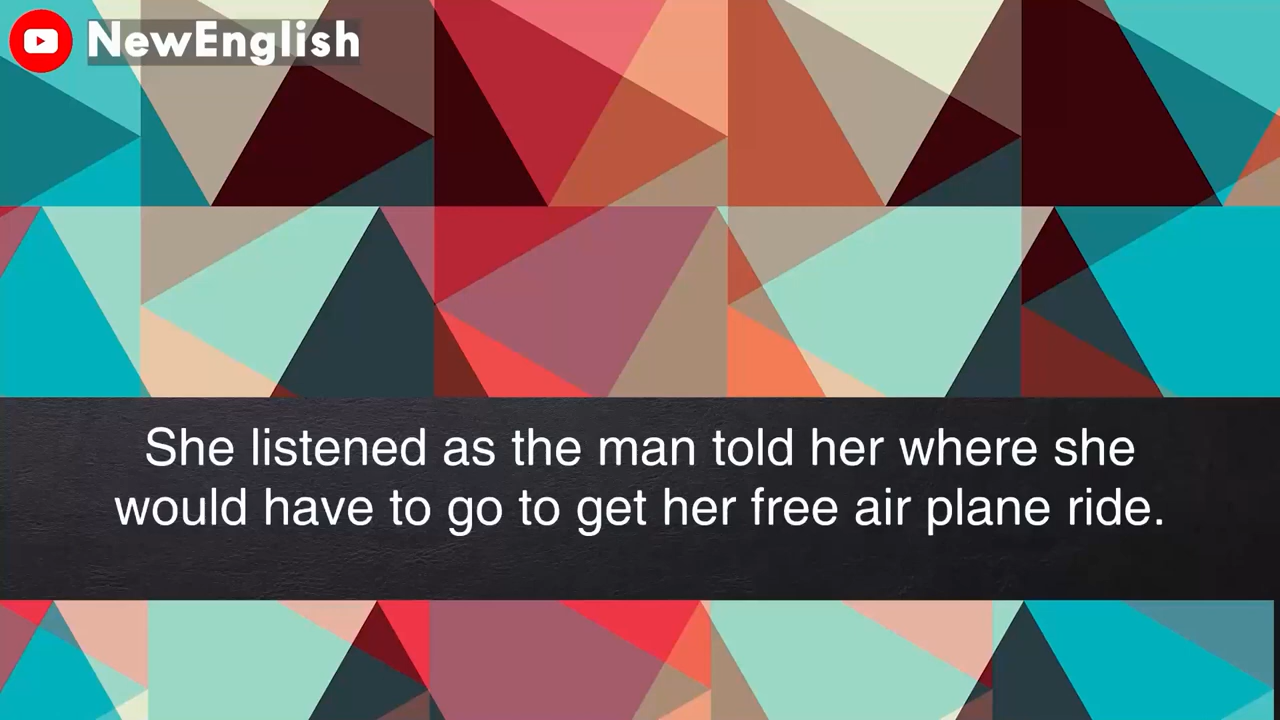 NewEnglish
She listened as the man told her where she
would have to go to get her free air plane ride.